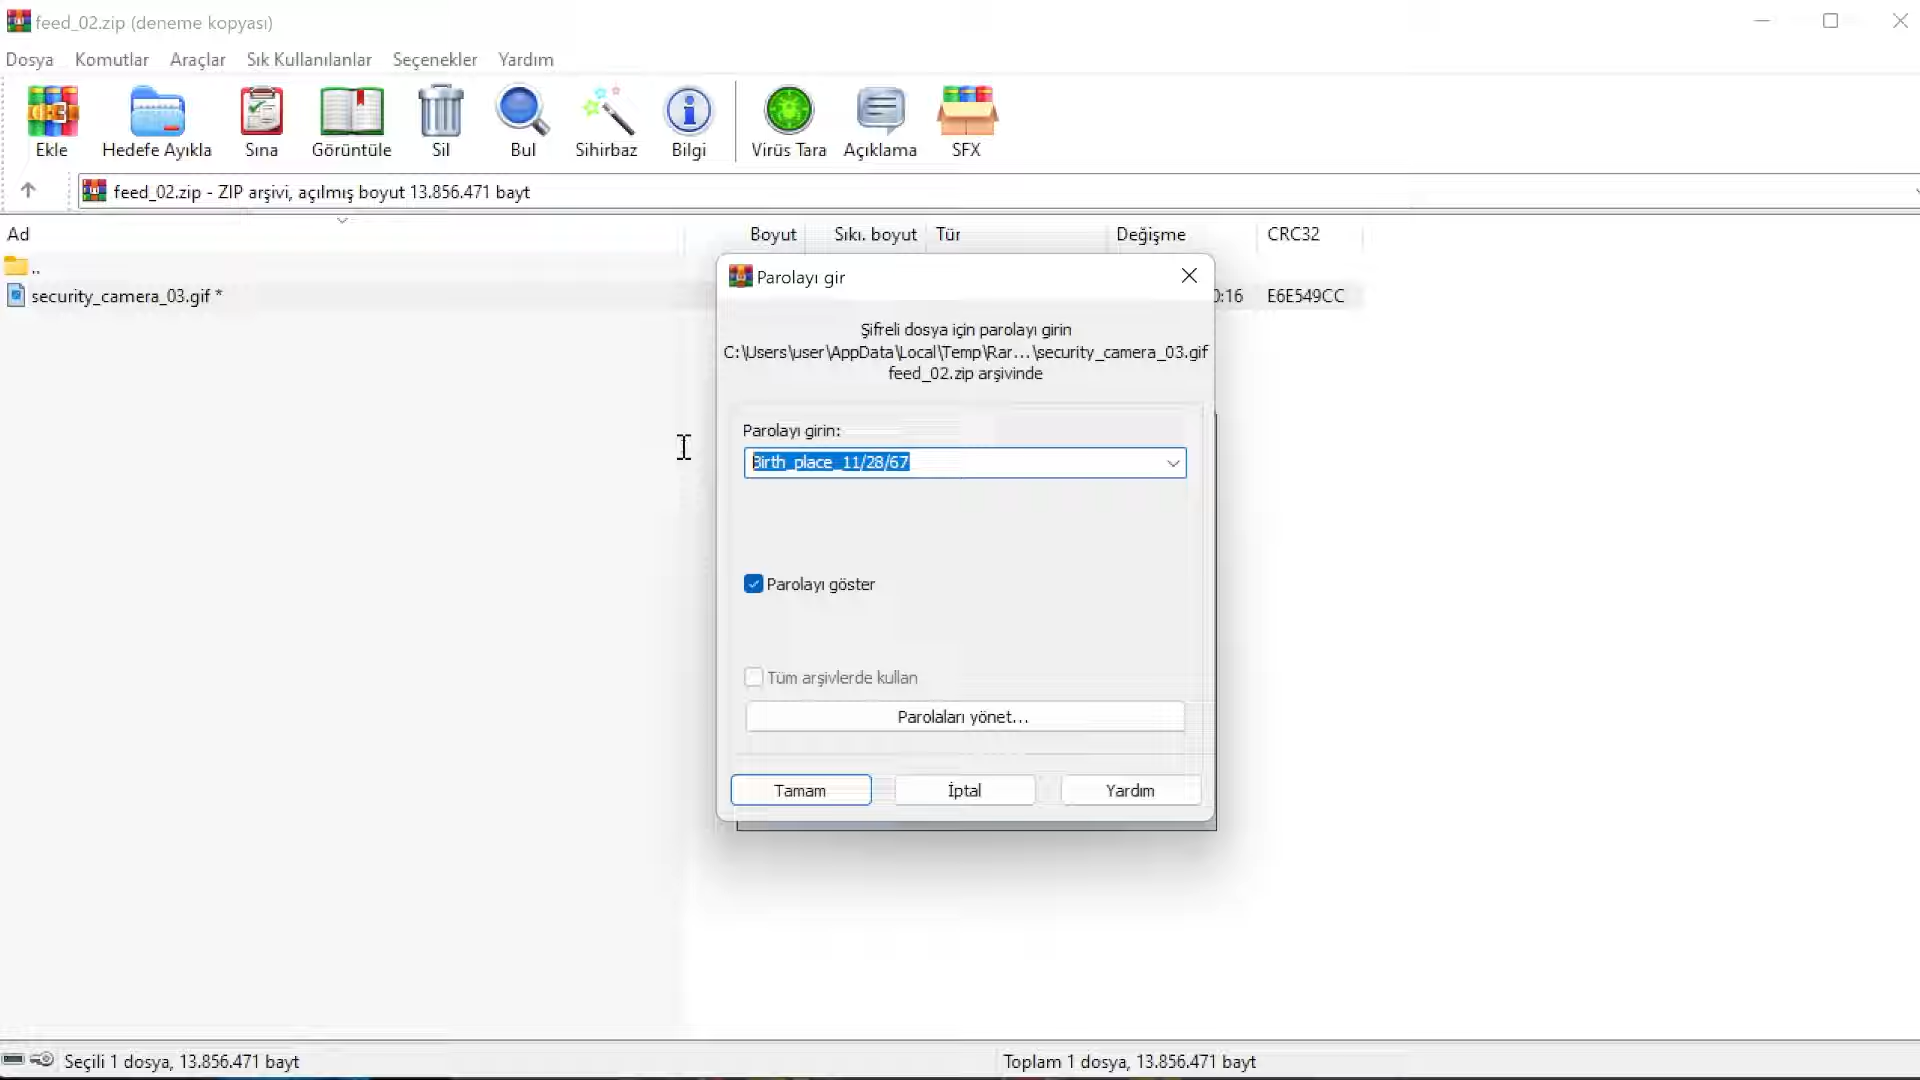 feed_02.zip (deneme kopyası)
Dosya Komutlar Araçlar Sık Kullanılanlar Seçenekler Yardım
Ekle Hedefe Ayıkla Sına Görüntüle Sil Bul Sihirbaz Bilgi Virüs Tara Açıklama SFX
feed_02.zip - ZIP arşivi, açılmış boyut 13.856.471 bayt
Ad Boyut Sıkı. boyut Tür Değişme CRC32
..
security_camera_03.gif * 0:16 E6E549CC
Parolayı gir
Şifreli dosya için parolayı girin
C:\Users\user\AppData\Local\Temp\Rar...\security_camera_03.gif
feed_02.zip arşivinde
Parolayı girin:
Birth_place_11/28/67
Parolayı göster
Tüm arşivlerde kullan
Parolaları yönet...
Tamam İptal Yardım
Seçili 1 dosya, 13.856.471 bayt Toplam 1 dosya, 13.856.471 bayt